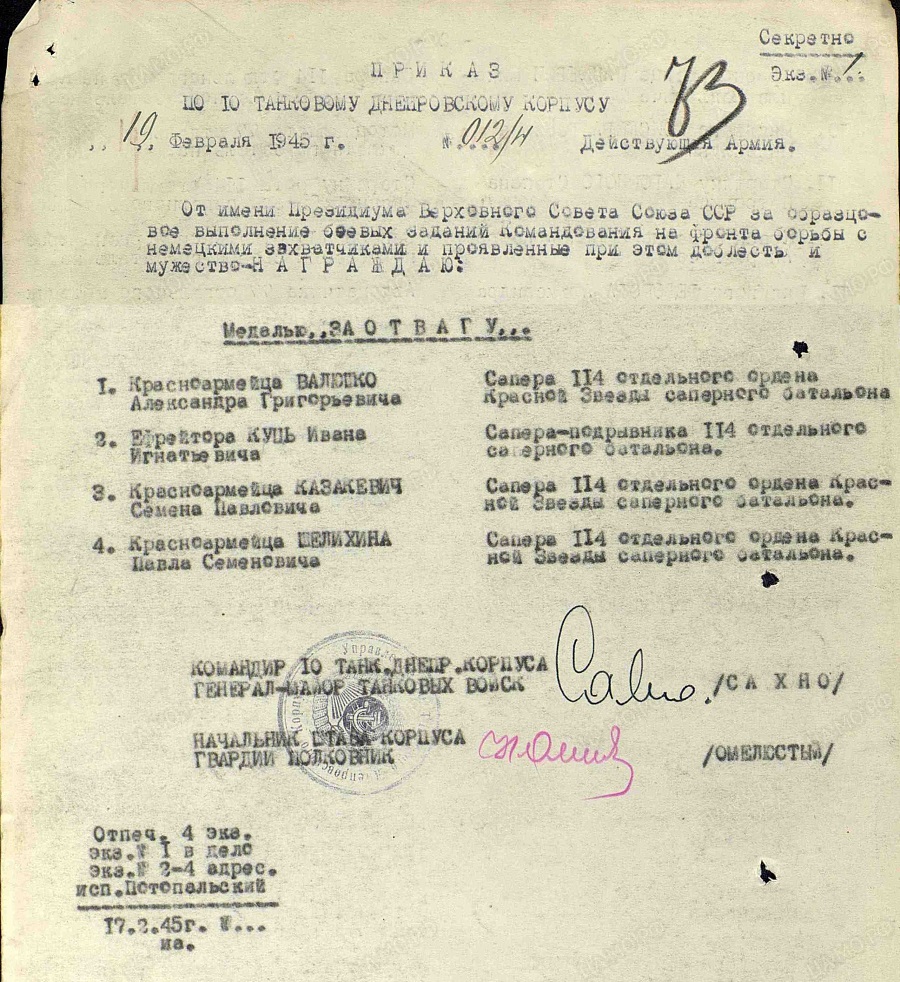 Секретно
Экз.№ 1.
73
ПРИКАЗ
ПО 10 ТАНКОВОМУ ДНЕПРОВСКОМУ КОРПУСУ
"19" Февраля 1945 г. № 012/н Действующая Армия.
От имени Президиума Верховного Совета Союза ССР за образцо-
вое выполнение боевых заданий Командования на фронта борьбы с
немецкими захватчиками и проявленные при этом доблесть и
мужество-НАГРАЖДАЮ:
Медалью,,ЗА ОТВАГУ,,.
1. Красноармейца ВАЛЮШКО Сапера 114 отдельного ордена
Александра Григорьевича Красной Звезды саперного батальона
2. Ефрейтора КУЦЬ Ивана Сапера-подрывника 114 отдельного
Игнатьевича саперного батальона.
3. Красноармейца КАЗАКЕВИЧ Сапера 114 отдельного ордена Крас-
Семена Павловича ной Звезды саперного батальона.
4. Красноармейца ШЕЛИХИНА Сапера 114 отдельного ордена Крас-
Павла Семеновича ной Звезды саперного батальона.
КОМАНДИР 10 ТАНК.ДНЕПР.КОРПУСА
ГЕНЕРАЛ-МАЙОР ТАНКОВЫХ ВОЙСК /САХНО/
НАЧАЛЬНИК ШТАБА КОРПУСА
ГВАРДИИ ПОЛКОВНИК /ОМЕЛЮСТЫЙ/
Отпеч. 4 экз.
экз.№ 1 в дело
экз.№ 2-4 адрес.
исп.Потопальский
17.2.45г. №...
иа.